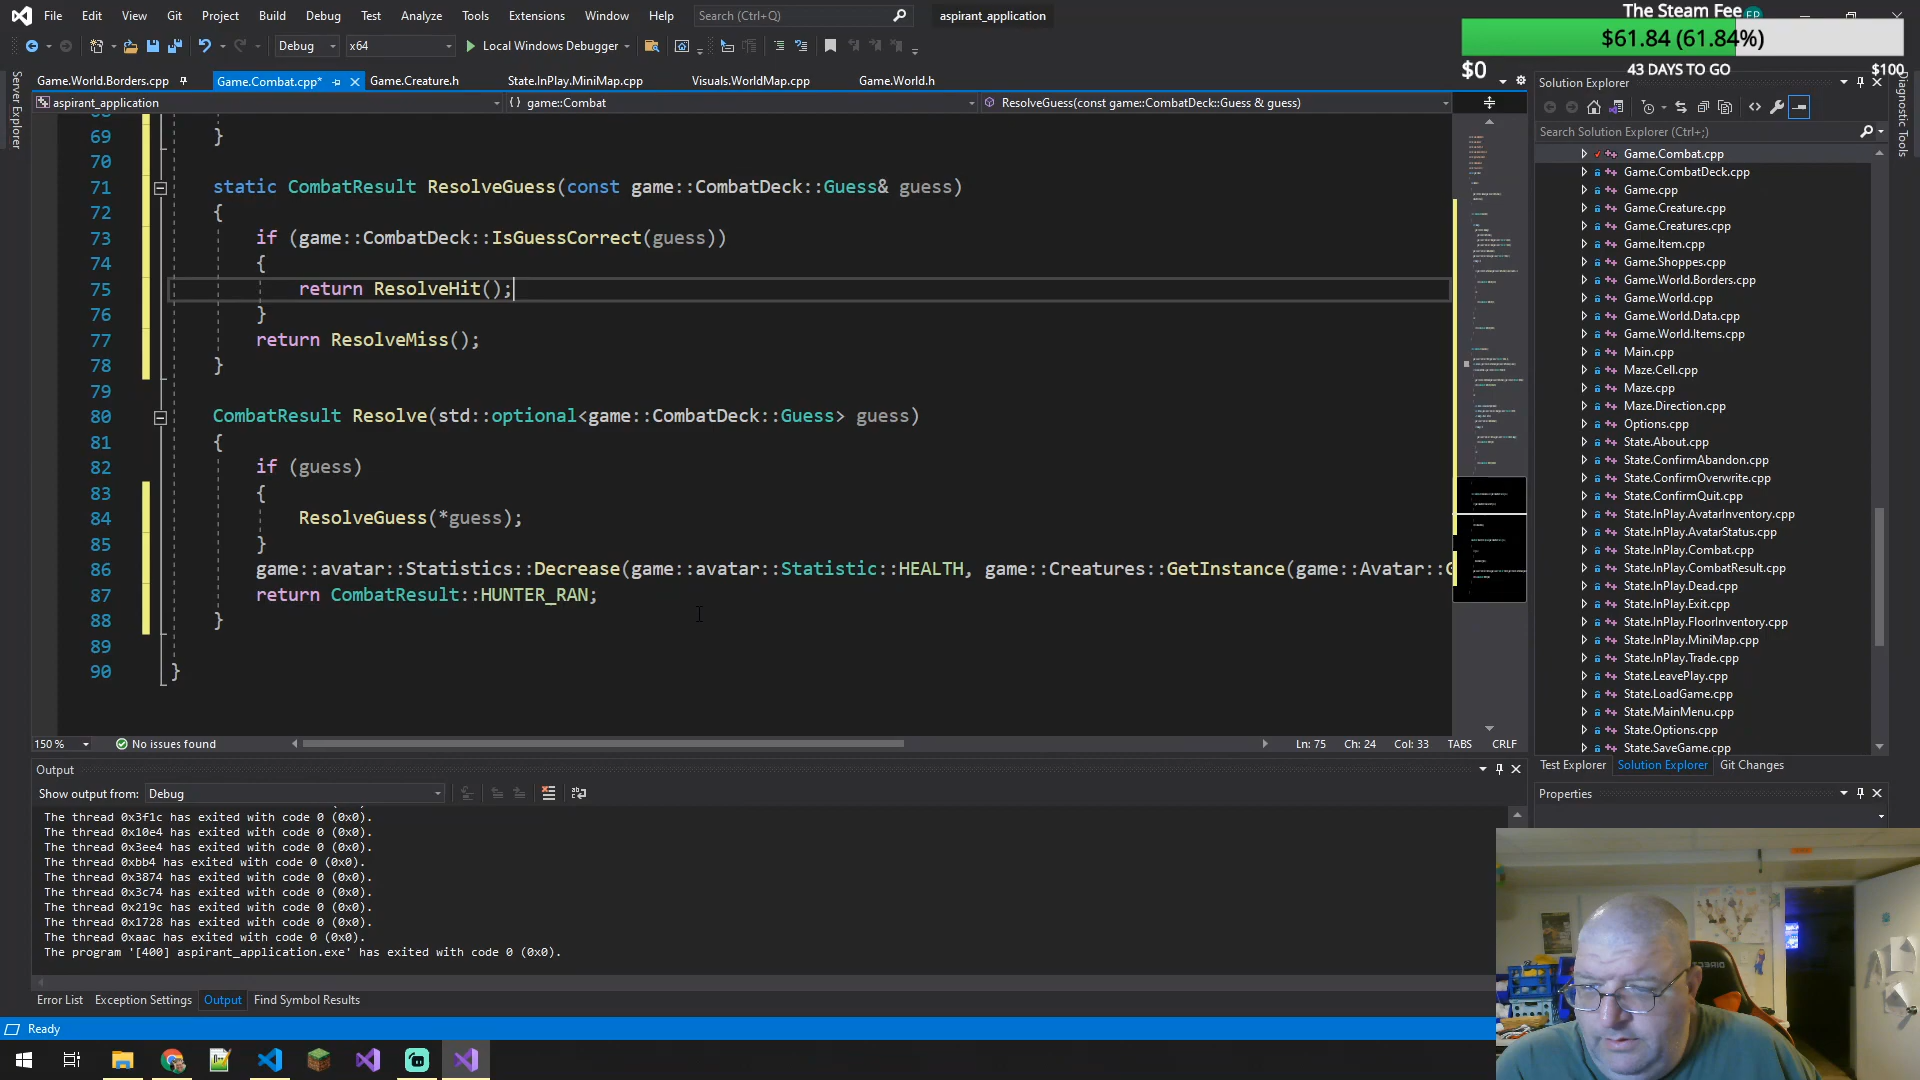 File Edit View Git Project Build Debug Test Analyze Tools Extensions Window Help Search (Ctrl+Q) aspirant_application
The Steam Fee
$61.84 (61.84%)
$0 43 DAYS TO GO $100
Debug x64 Local Windows Debugger
Server Explorer
Game.World.Borders.cpp Game.Combat.cpp* Game.Creature.h State.InPlay.MiniMap.cpp Visuals.WorldMap.cpp Game.World.h
aspirant_application {} game::Combat ResolveGuess(const game::CombatDeck::Guess & guess)
69 }
70
71 static CombatResult ResolveGuess(const game::CombatDeck::Guess& guess)
72 {
73 if (game::CombatDeck::IsGuessCorrect(guess))
74 {
75 return ResolveHit();
76 }
77 return ResolveMiss();
78 }
79
80 CombatResult Resolve(std::optional<game::CombatDeck::Guess> guess)
81 {
82 if (guess)
83 {
84 ResolveGuess(*guess);
85 }
86 game::avatar::Statistics::Decrease(game::avatar::Statistic::HEALTH, game::Creatures::GetInstance(game::Avatar::G
87 return CombatResult::HUNTER_RAN;
88 }
89
90 }
150 % No issues found Ln: 75 Ch: 24 Col: 33 TABS CRLF
Output
Show output from: Debug
The thread 0x3f1c has exited with code 0 (0x0).
The thread 0x10e4 has exited with code 0 (0x0).
The thread 0x3ee4 has exited with code 0 (0x0).
The thread 0xbb4 has exited with code 0 (0x0).
The thread 0x3874 has exited with code 0 (0x0).
The thread 0x3c74 has exited with code 0 (0x0).
The thread 0x219c has exited with code 0 (0x0).
The thread 0x1728 has exited with code 0 (0x0).
The thread 0xaac has exited with code 0 (0x0).
The program '[400] aspirant_application.exe' has exited with code 0 (0x0).
Error List Exception Settings Output Find Symbol Results
Ready
Solution Explorer
Search Solution Explorer (Ctrl+;)
Game.Combat.cpp
Game.CombatDeck.cpp
Game.cpp
Game.Creature.cpp
Game.Creatures.cpp
Game.Item.cpp
Game.Shoppes.cpp
Game.World.Borders.cpp
Game.World.cpp
Game.World.Data.cpp
Game.World.Items.cpp
Main.cpp
Maze.Cell.cpp
Maze.cpp
Maze.Direction.cpp
Options.cpp
State.About.cpp
State.ConfirmAbandon.cpp
State.ConfirmOverwrite.cpp
State.ConfirmQuit.cpp
State.InPlay.AvatarInventory.cpp
State.InPlay.AvatarStatus.cpp
State.InPlay.Combat.cpp
State.InPlay.CombatResult.cpp
State.InPlay.Dead.cpp
State.InPlay.Exit.cpp
State.InPlay.FloorInventory.cpp
State.InPlay.MiniMap.cpp
State.InPlay.Trade.cpp
State.LeavePlay.cpp
State.LoadGame.cpp
State.MainMenu.cpp
State.Options.cpp
State.SaveGame.cpp
Test Explorer Solution Explorer Git Changes
Properties
Diagnostic Tools